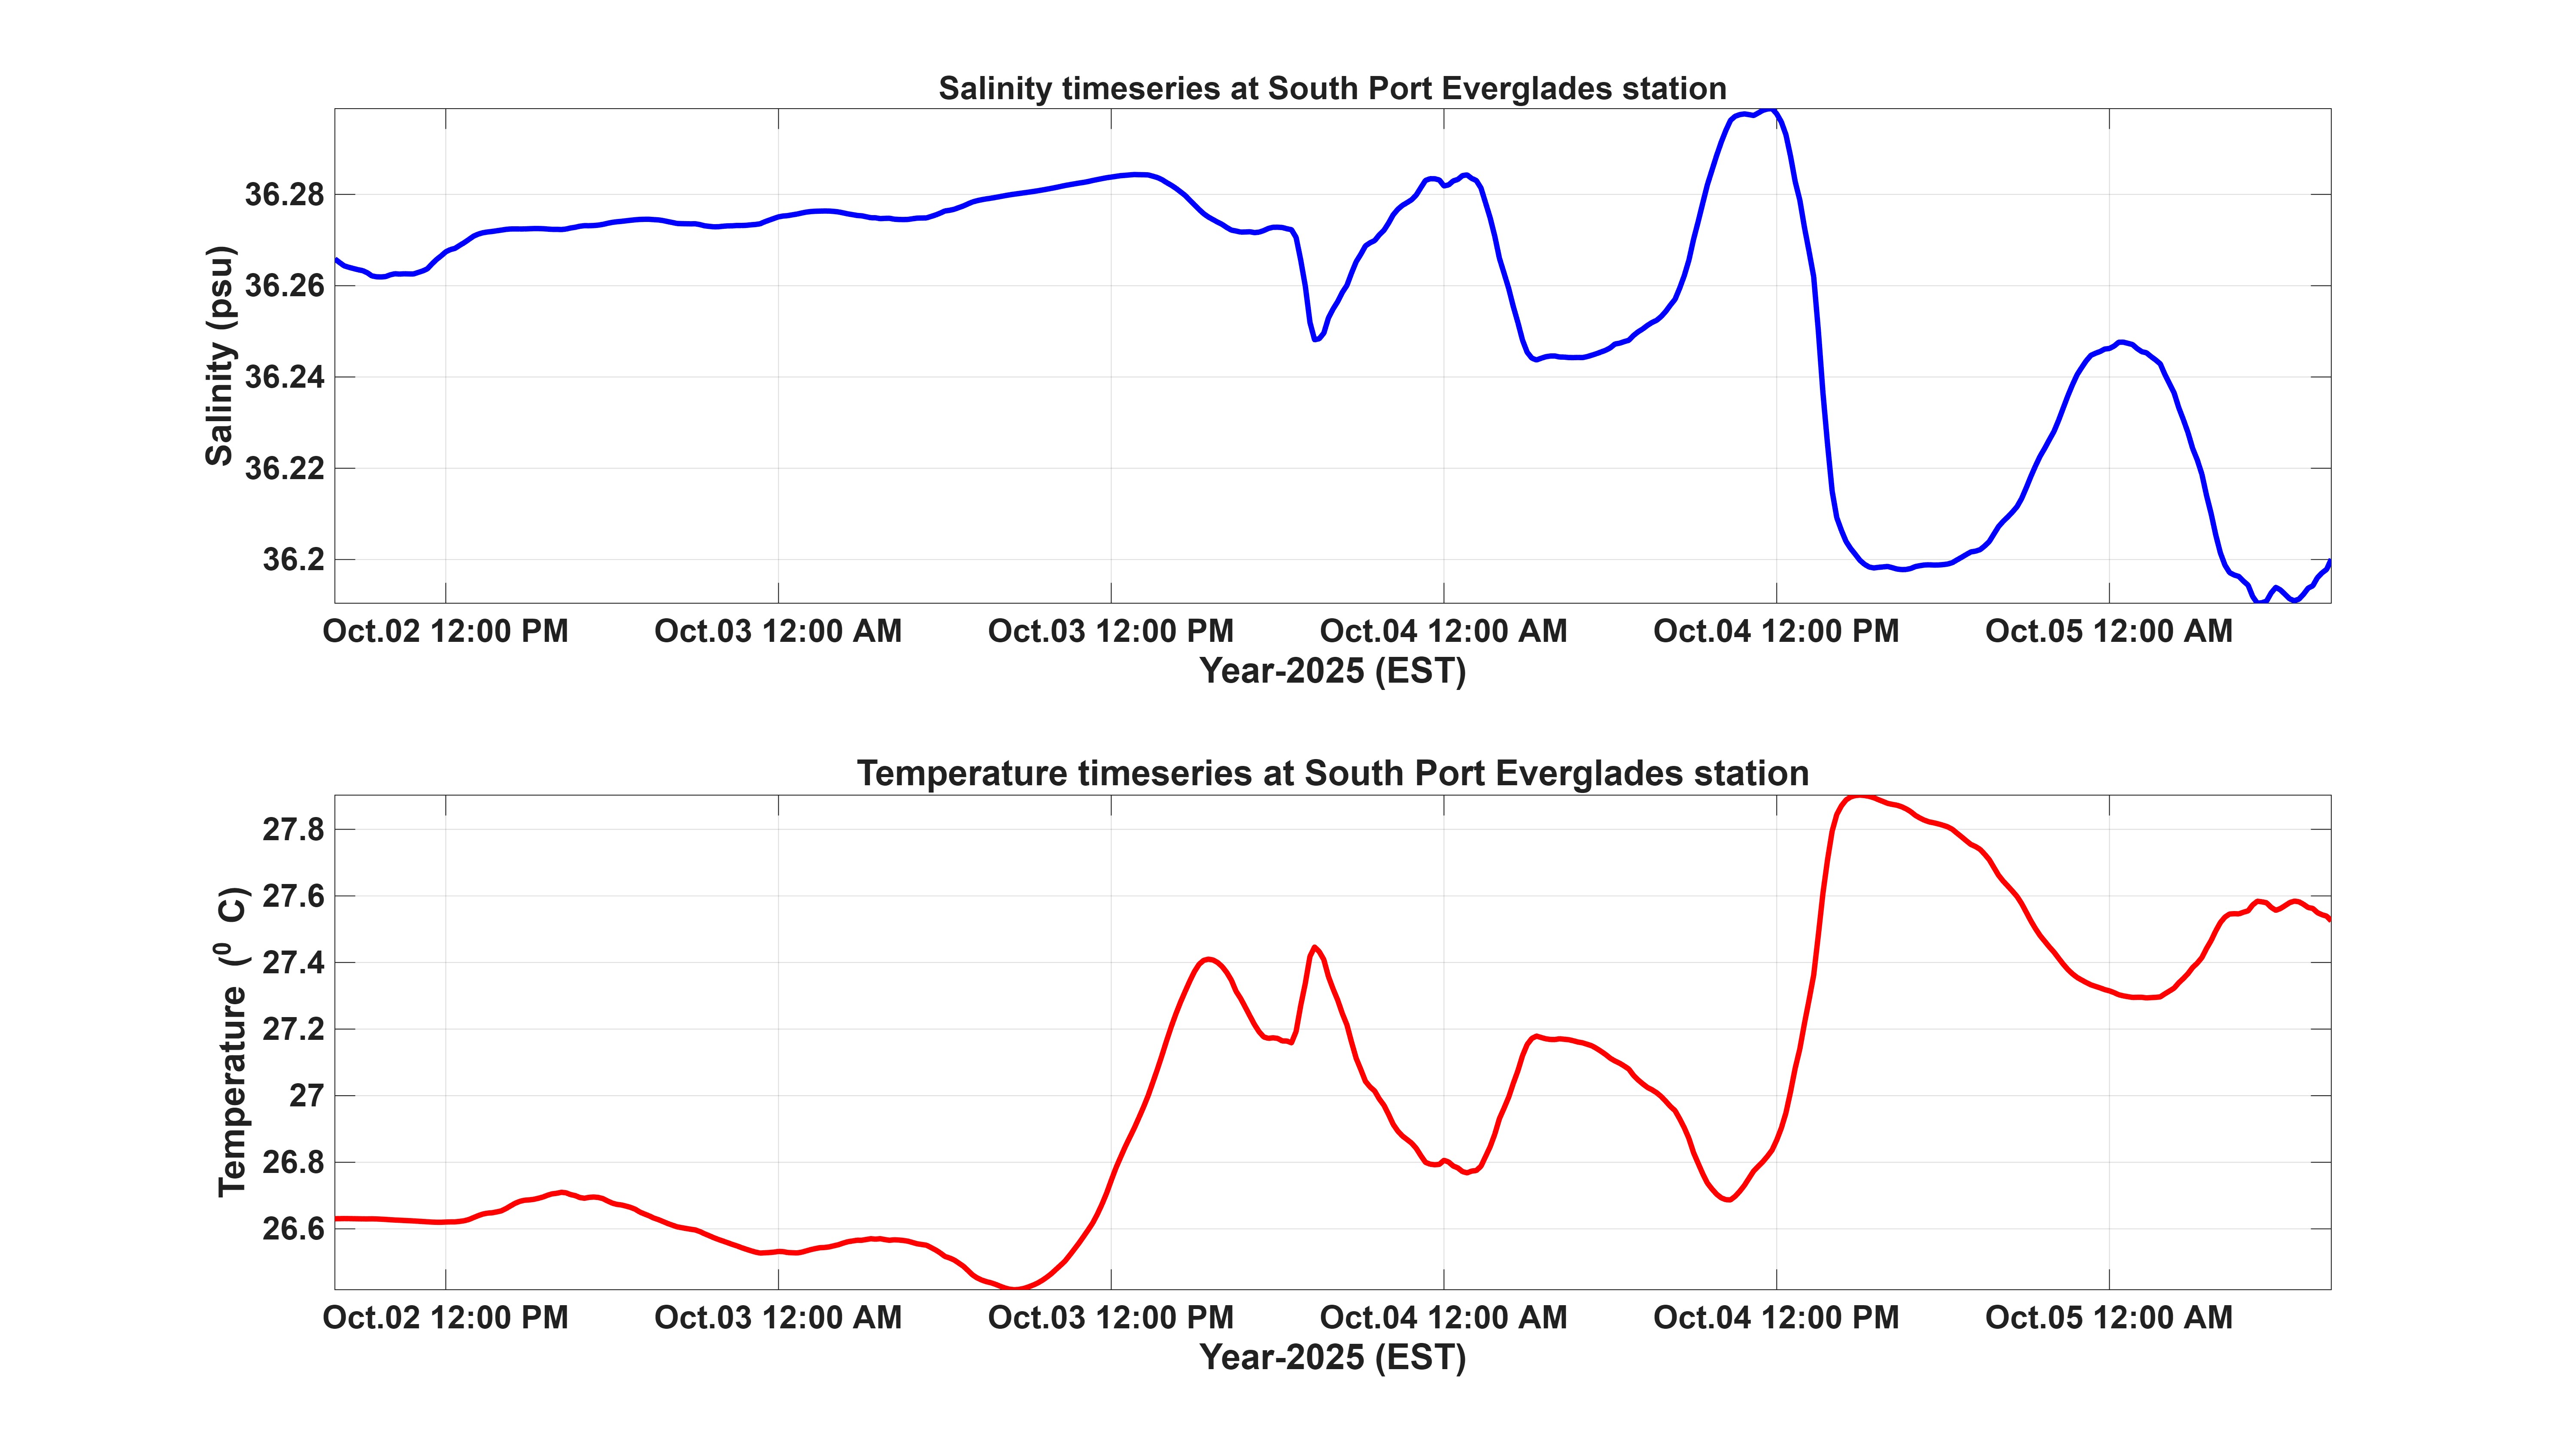 Salinity timeseries at South Port Everglades station
Salinity (psu)
36.28
36.26
36.24
36.22
36.2
Oct.02 12:00 PM Oct.03 12:00 AM Oct.03 12:00 PM Oct.04 12:00 AM Oct.04 12:00 PM Oct.05 12:00 AM
Year-2025 (EST)
Temperature timeseries at South Port Everglades station
Temperature (⁰ C)
27.8
27.6
27.4
27.2
27
26.8
26.6
Oct.02 12:00 PM Oct.03 12:00 AM Oct.03 12:00 PM Oct.04 12:00 AM Oct.04 12:00 PM Oct.05 12:00 AM
Year-2025 (EST)